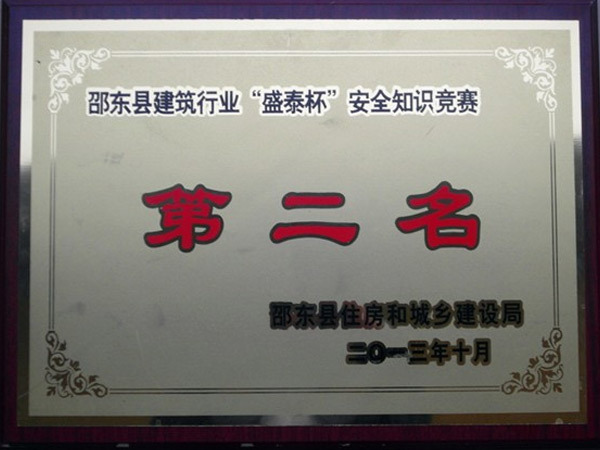 邵东县建筑行业“盛泰杯”安全知识竞赛
第二名
邵东县住房和城乡建设局
二〇一三年十月